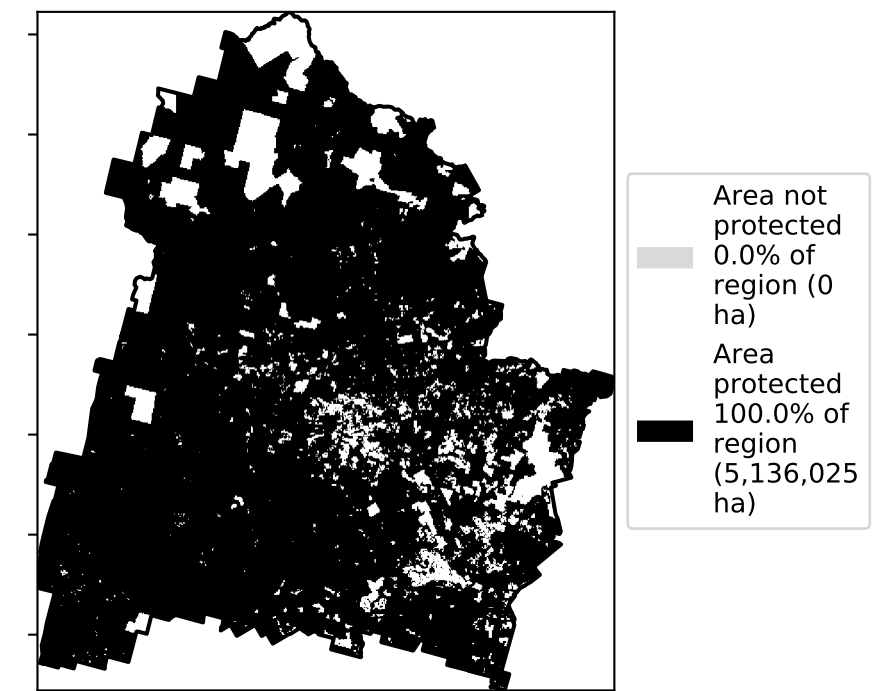 Area not
protected
0.0% of
region (0
ha)
Area
protected
100.0% of
region
(5,136,025
ha)